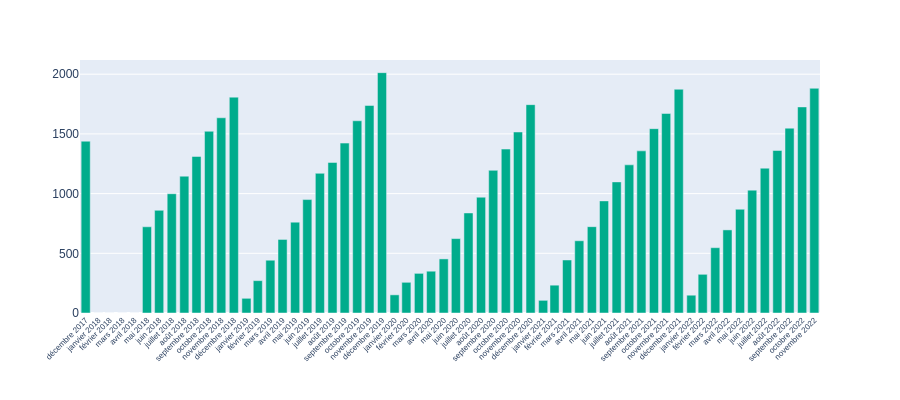 2000
1500
1000
500
0
décembre 2017
janvier 2018
février 2018
mars 2018
avril 2018
mai 2018
juin 2018
juillet 2018
août 2018
septembre 2018
octobre 2018
novembre 2018
décembre 2018
janvier 2019
février 2019
mars 2019
avril 2019
mai 2019
juin 2019
juillet 2019
août 2019
septembre 2019
octobre 2019
novembre 2019
décembre 2019
janvier 2020
février 2020
mars 2020
avril 2020
mai 2020
juin 2020
juillet 2020
août 2020
septembre 2020
octobre 2020
novembre 2020
décembre 2020
janvier 2021
février 2021
mars 2021
avril 2021
mai 2021
juin 2021
juillet 2021
août 2021
septembre 2021
octobre 2021
novembre 2021
décembre 2021
janvier 2022
février 2022
mars 2022
avril 2022
mai 2022
juin 2022
juillet 2022
août 2022
septembre 2022
octobre 2022
novembre 2022